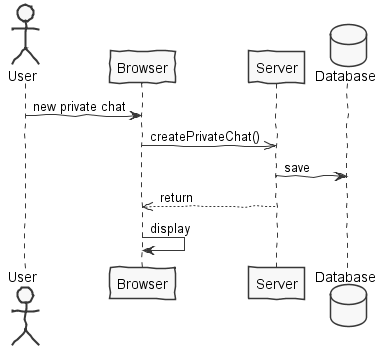 User
Browser
Server
Database
new private chat
createPrivateChat()
save
return
display
User
Browser
Server
Database